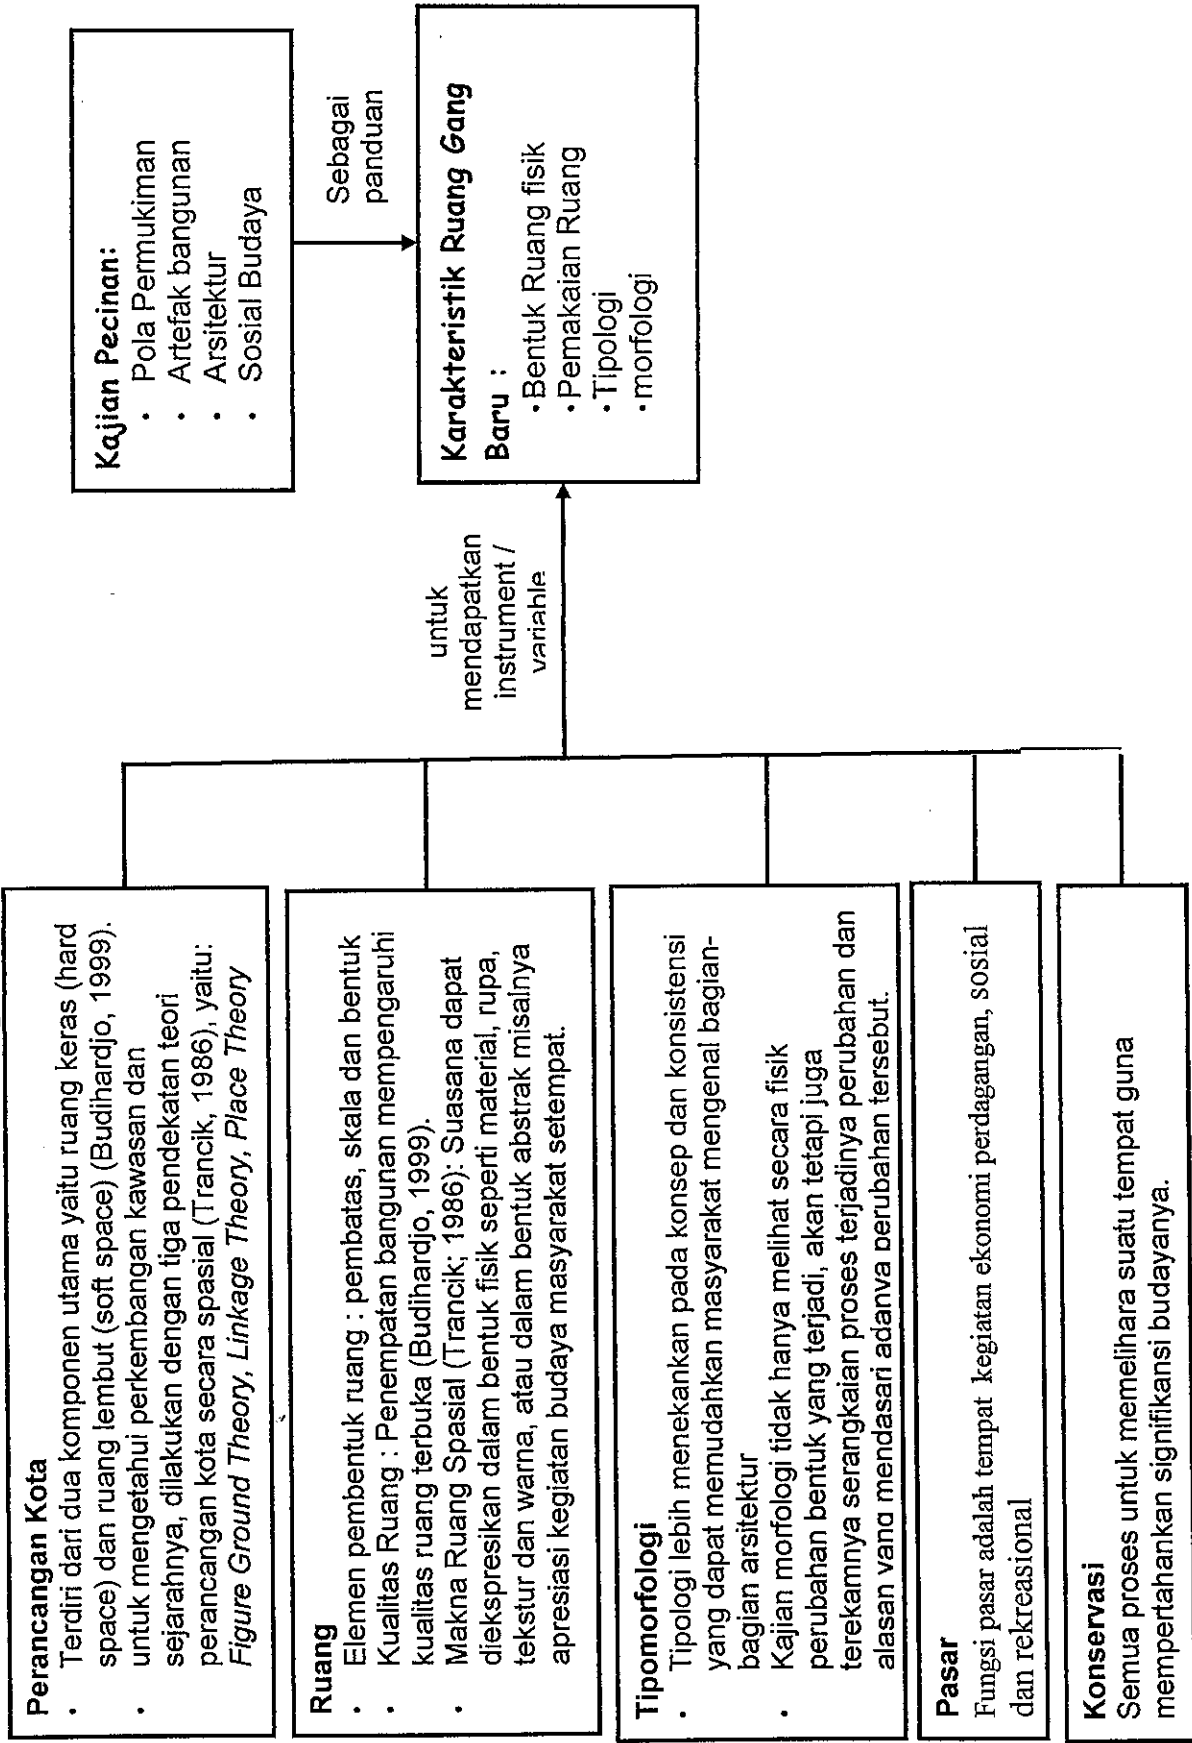 Perancangan Kota
• Terdiri dari dua komponen utama yaitu ruang keras (hard
space) dan ruang lembut (soft space) (Budihardjo, 1999).
• untuk mengetahui perkembangan kawasan dan
sejarahnya, dilakukan dengan tiga pendekatan teori
perancangan kota secara spasial (Trancik, 1986), yaitu:
Figure Ground Theory, Linkage Theory, Place Theory
Ruang
• Elemen pembentuk ruang : pembatas, skala dan bentuk
• Kualitas Ruang : Penempatan bangunan mempengaruhi
kualitas ruang terbuka (Budihardjo, 1999).
• Makna Ruang Spasial (Trancik; 1986): Suasana dapat
diekspresikan dalam bentuk fisik seperti material, rupa,
tekstur dan warna, atau dalam bentuk abstrak misalnya
apresiasi kegiatan budaya masyarakat setempat.
Tipomorfologi
• Tipologi lebih menekankan pada konsep dan konsistensi
yang dapat memudahkan masyarakat mengenal bagian-
bagian arsitektur
• Kajian morfologi tidak hanya melihat secara fisik
perubahan bentuk yang terjadi, akan tetapi juga
terekamnya serangkaian proses terjadinya perubahan dan
alasan yang mendasari adanya perubahan tersebut.
Pasar
Fungsi pasar adalah tempat kegiatan ekonomi perdagangan, sosial
dan rekreasional
Konservasi
Semua proses untuk memelihara suatu tempat guna
mempertahankan signifikansi budayanya.
untuk
mendapatkan
instrument /
variable
Kajian Pecinan:
• Pola Permukiman
• Artefak bangunan
• Arsitektur
• Sosial Budaya
Sebagai
panduan
Karakteristik Ruang Gang
Baru :
• Bentuk Ruang fisik
• Pemakaian Ruang
• Tipologi
• morfologi